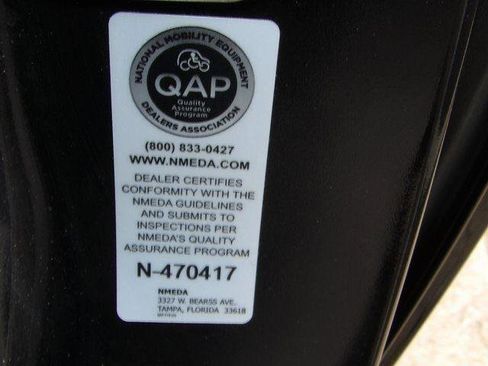 NATIONAL MOBILITY EQUIPMENT
QAP
Quality
Assurance
Program
DEALERS ASSOCIATION
(800) 833-0427
WWW.NMEDA.COM
DEALER CERTIFIES
CONFORMITY WITH THE
NMEDA GUIDELINES
AND SUBMITS TO
INSPECTIONS PER
NMEDA'S QUALITY
ASSURANCE PROGRAM
N-470417
NMEDA
3327 W. BEARSS AVE.
TAMPA, FLORIDA 33618